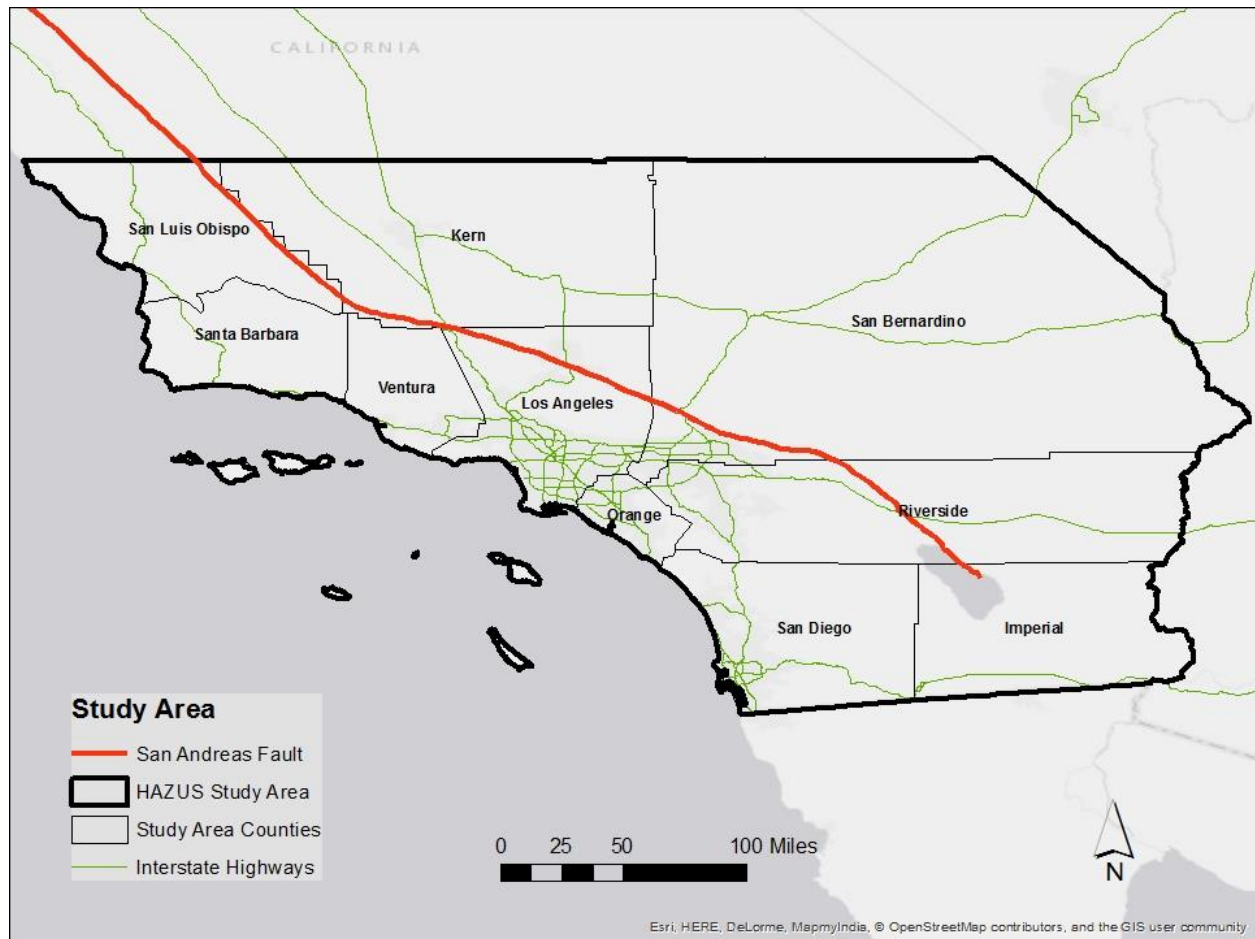 CALIFORNIA
San Luis Obispo
Kern
Santa Barbara
San Bernardino
Ventura
Los Angeles
Orange
Riverside
San Diego
Imperial
Study Area
San Andreas Fault
HAZUS Study Area
Study Area Counties
Interstate Highways
0 25 50 100 Miles
N
Esri, HERE, DeLorme, MapmyIndia, © OpenStreetMap contributors, and the GIS user community